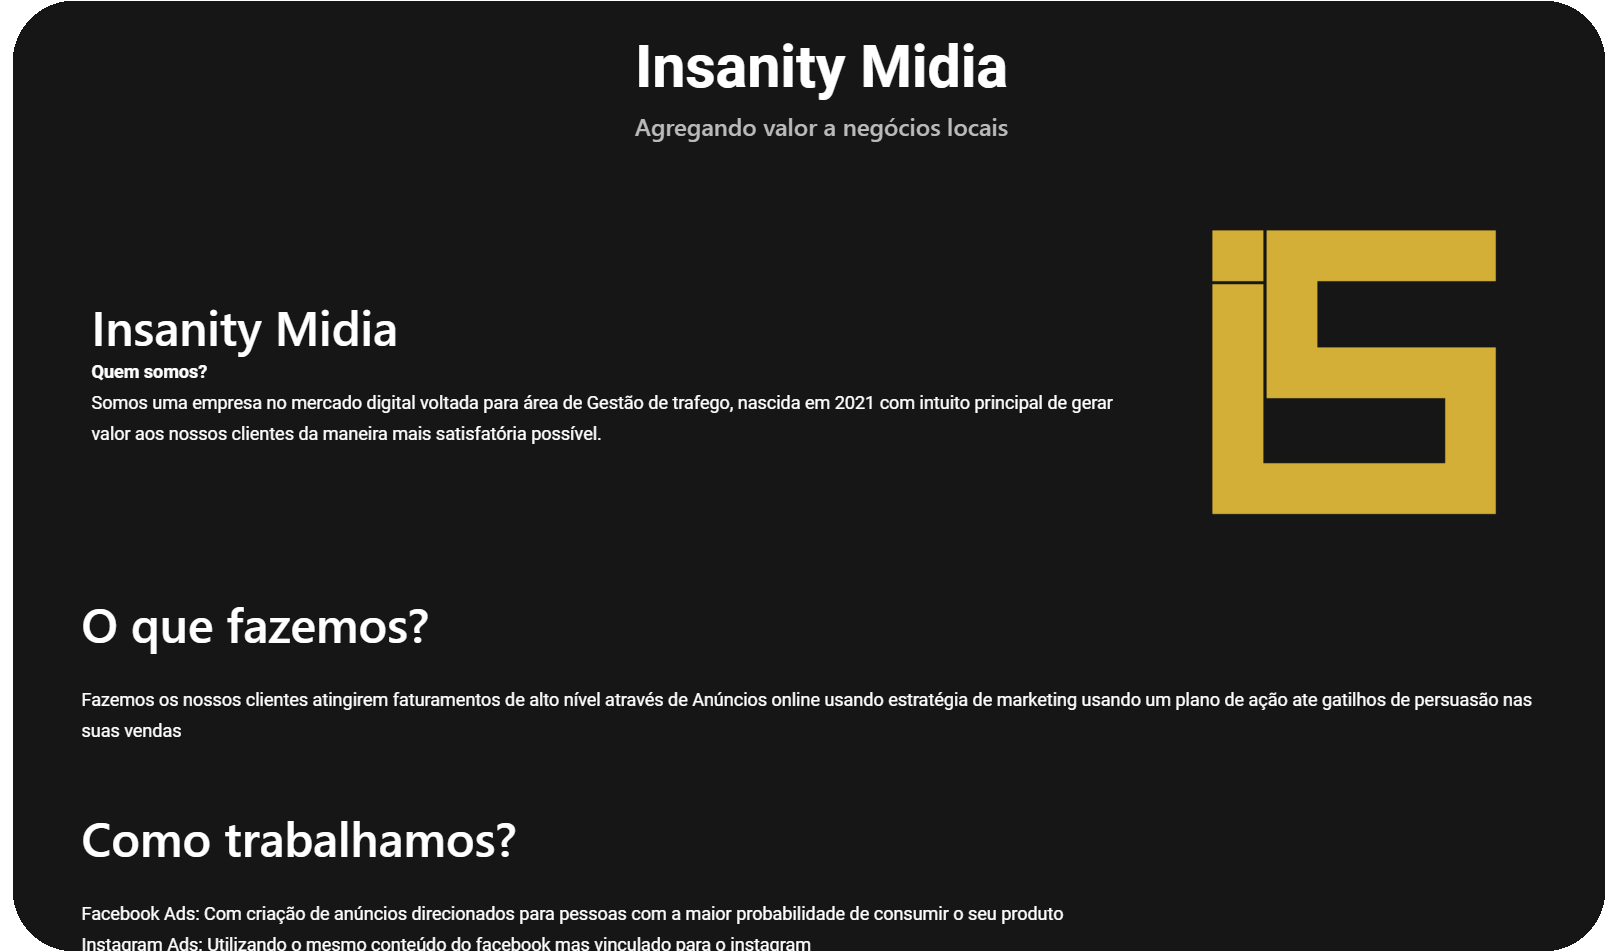 Insanity Midia
Agregando valor a negócios locais
Insanity Midia
Quem somos?
Somos uma empresa no mercado digital voltada para área de Gestão de trafego, nascida em 2021 com intuito principal de gerar
valor aos nossos clientes da maneira mais satisfatória possível.
O que fazemos?
Fazemos os nossos clientes atingirem faturamentos de alto nível através de Anúncios online usando estratégia de marketing usando um plano de ação ate gatilhos de persuasão nas
suas vendas
Como trabalhamos?
Facebook Ads: Com criação de anúncios direcionados para pessoas com a maior probabilidade de consumir o seu produto
Instagram Ads: Utilizando o mesmo conteúdo do facebook mas vinculado para o instagram